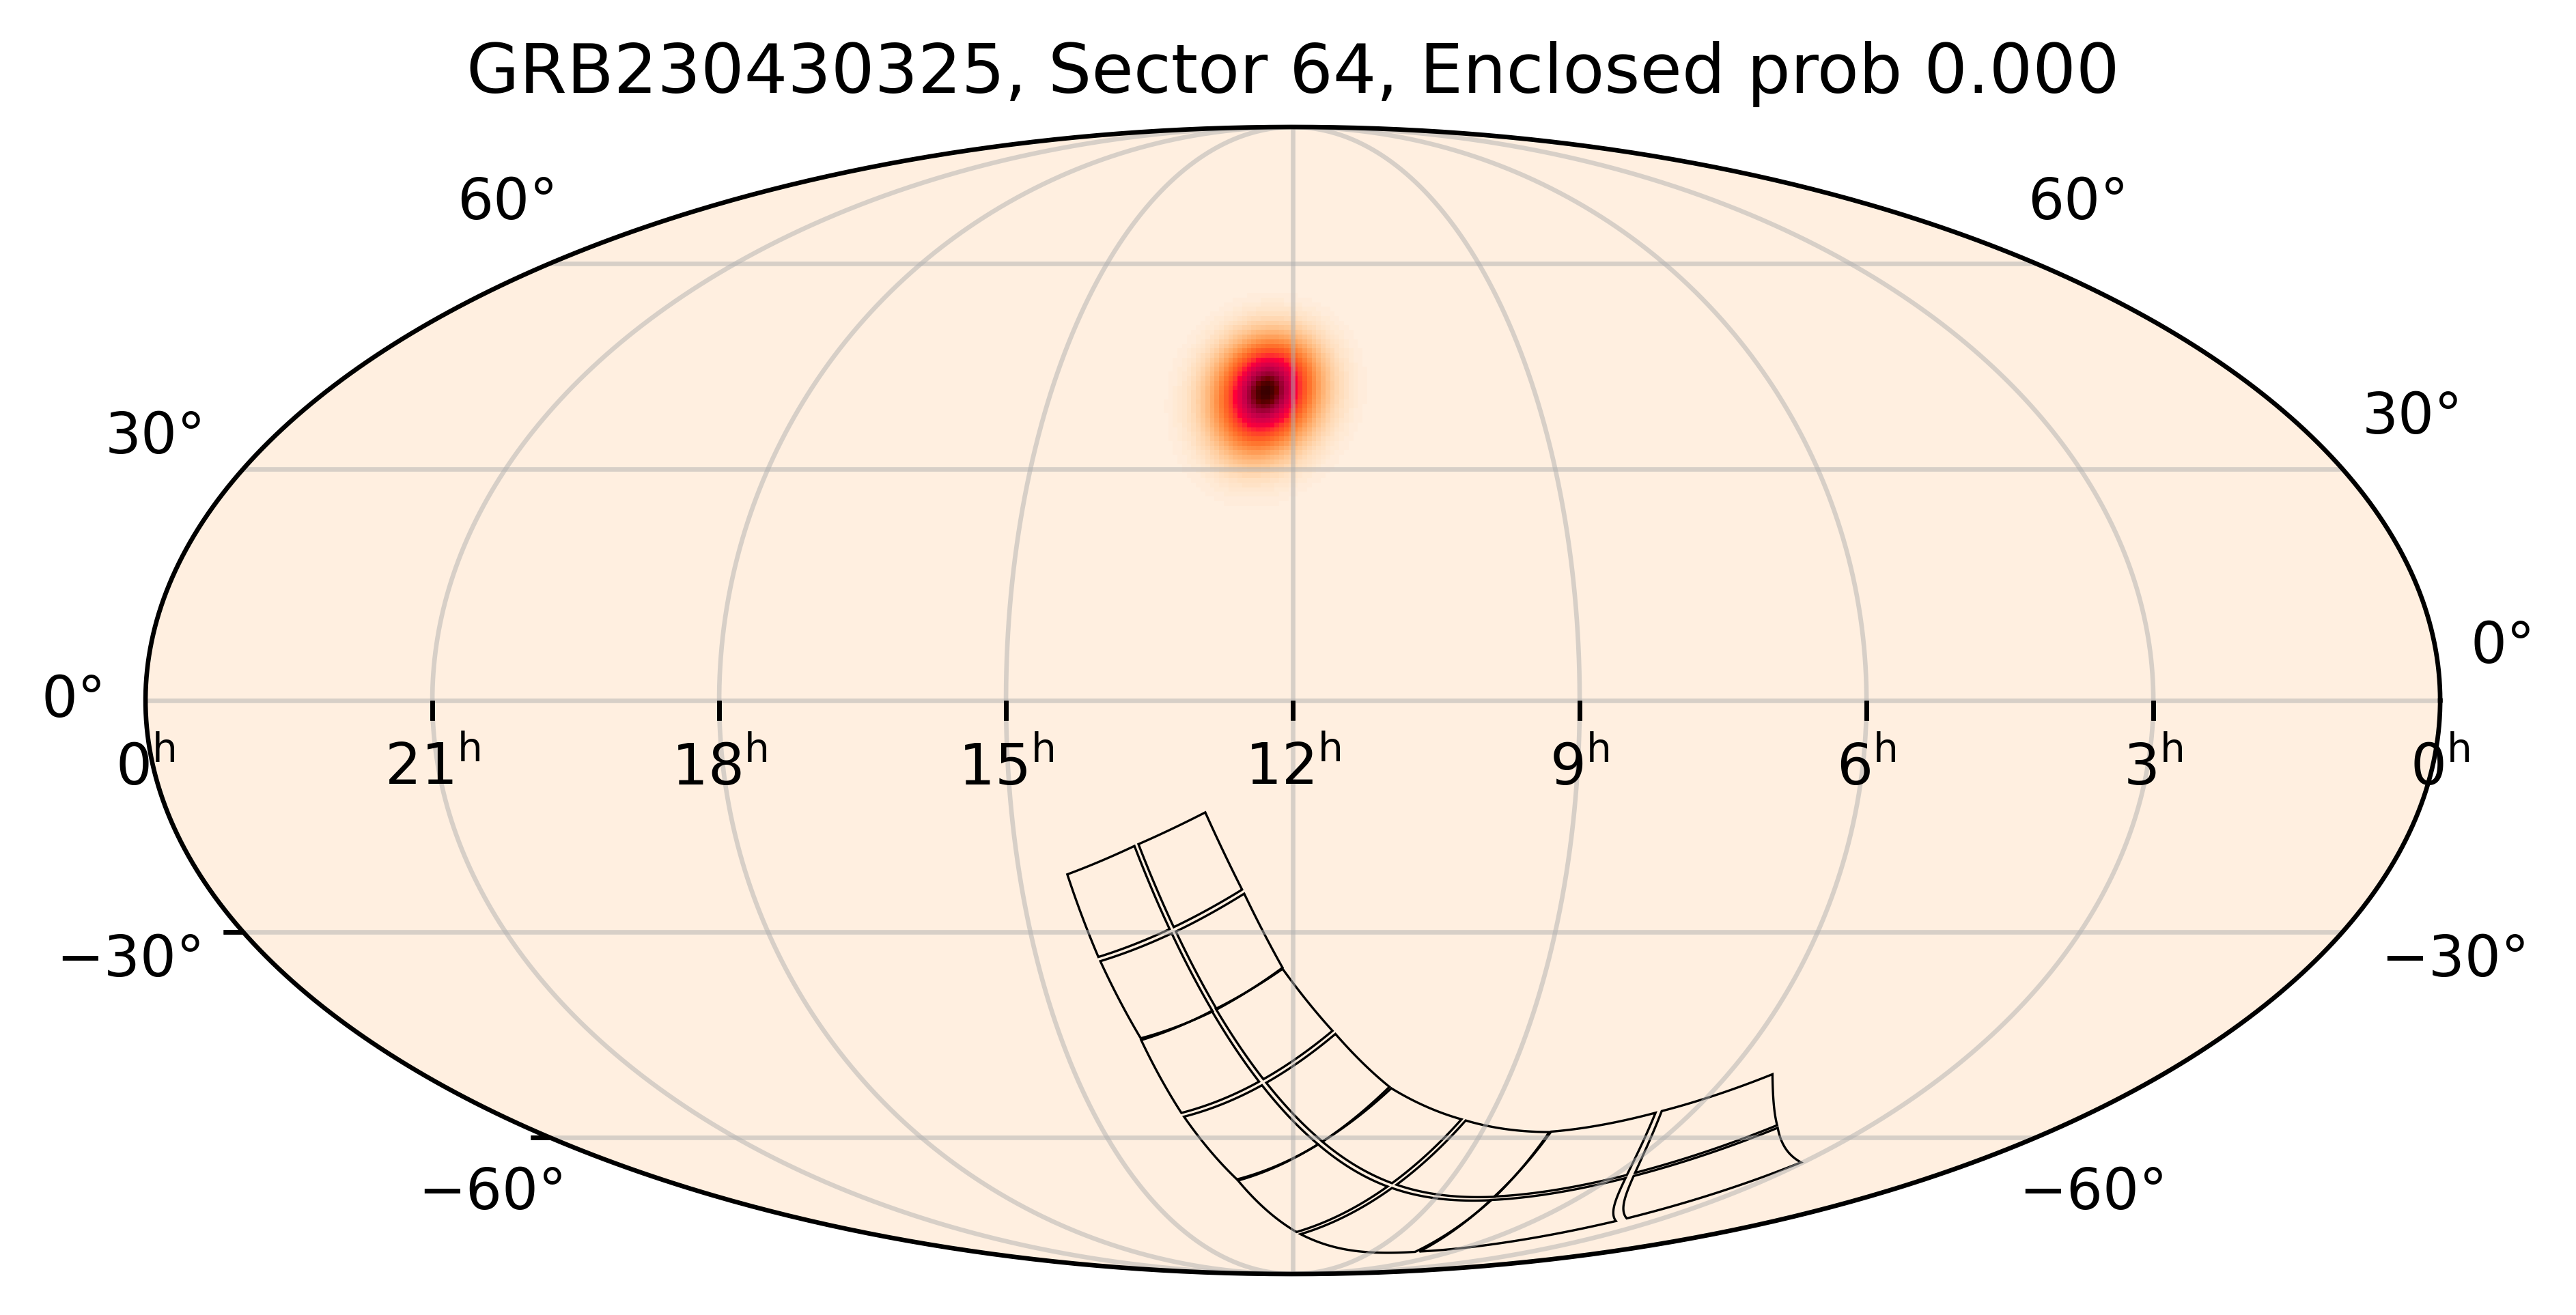 GRB230430325, Sector 64, Enclosed prob 0.000
60° 60°
30° 30°
0° 0°
0h 21h 18h 15h 12h 9h 6h 3h 0h
−30° −30°
−60° −60°